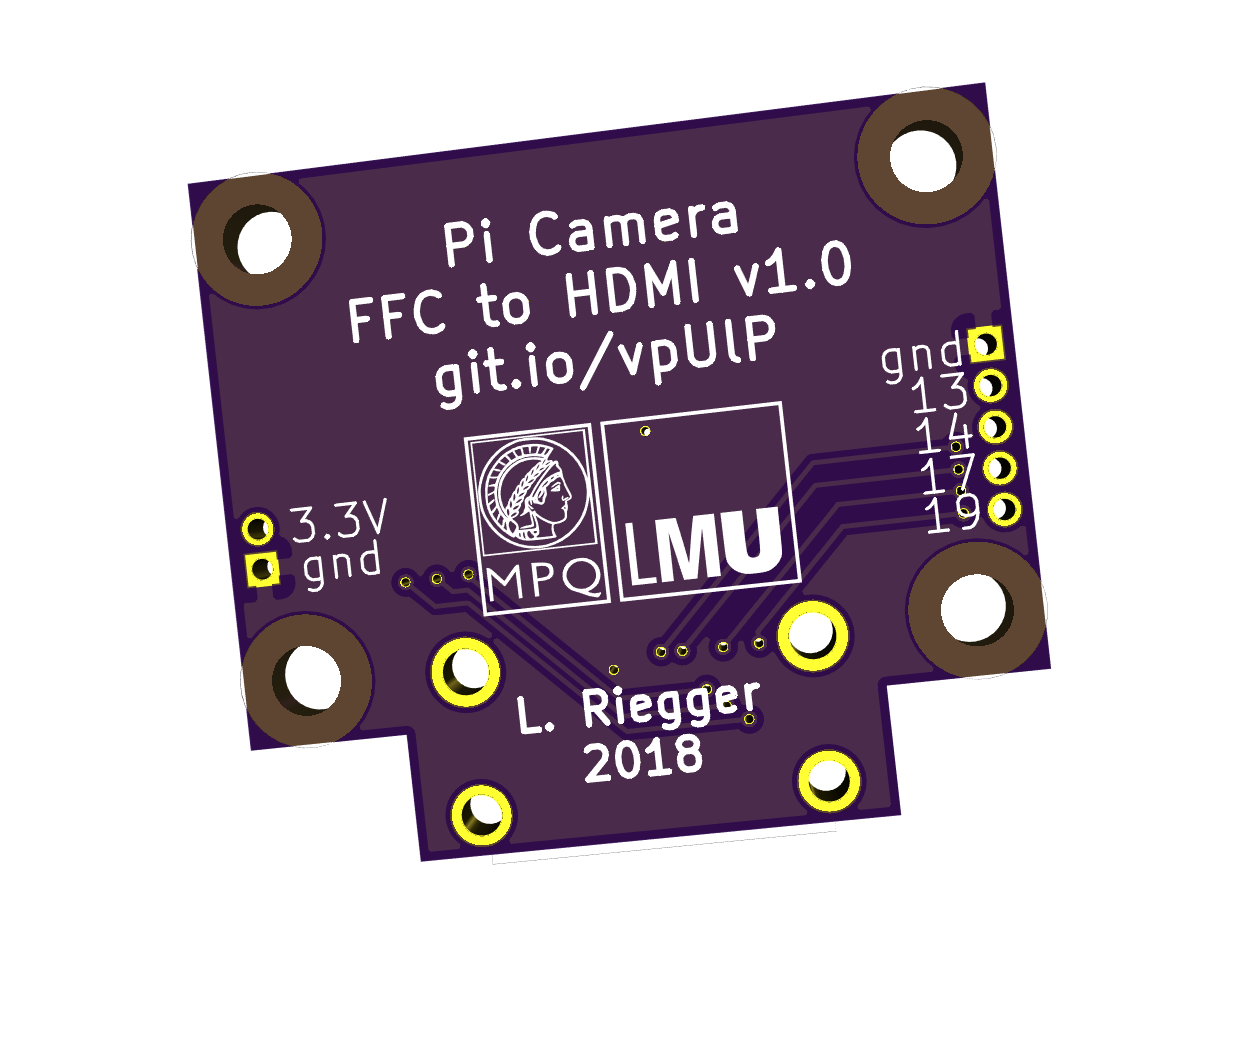 Pi Camera
FFC to HDMI v1.0
git.io/vpUlP
gnd
13
14
17
19
3.3V
gnd
MPQ
LMU
L. Riegger
2018